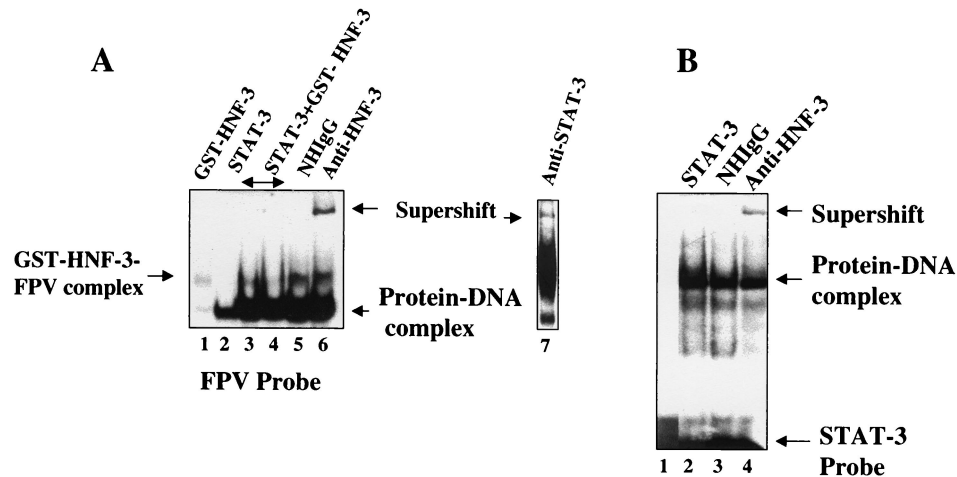 A
GST-HNF-3
STAT-3
STAT-3+GST- HNF-3
NHIgG
Anti-HNF-3
Anti-STAT-3
Supershift
GST-HNF-3-
FPV complex
Protein-DNA
complex
1 2 3 4 5 6
7
FPV Probe
B
STAT-3
NHIgG
Anti-HNF-3
Supershift
Protein-DNA
complex
STAT-3
Probe
1 2 3 4